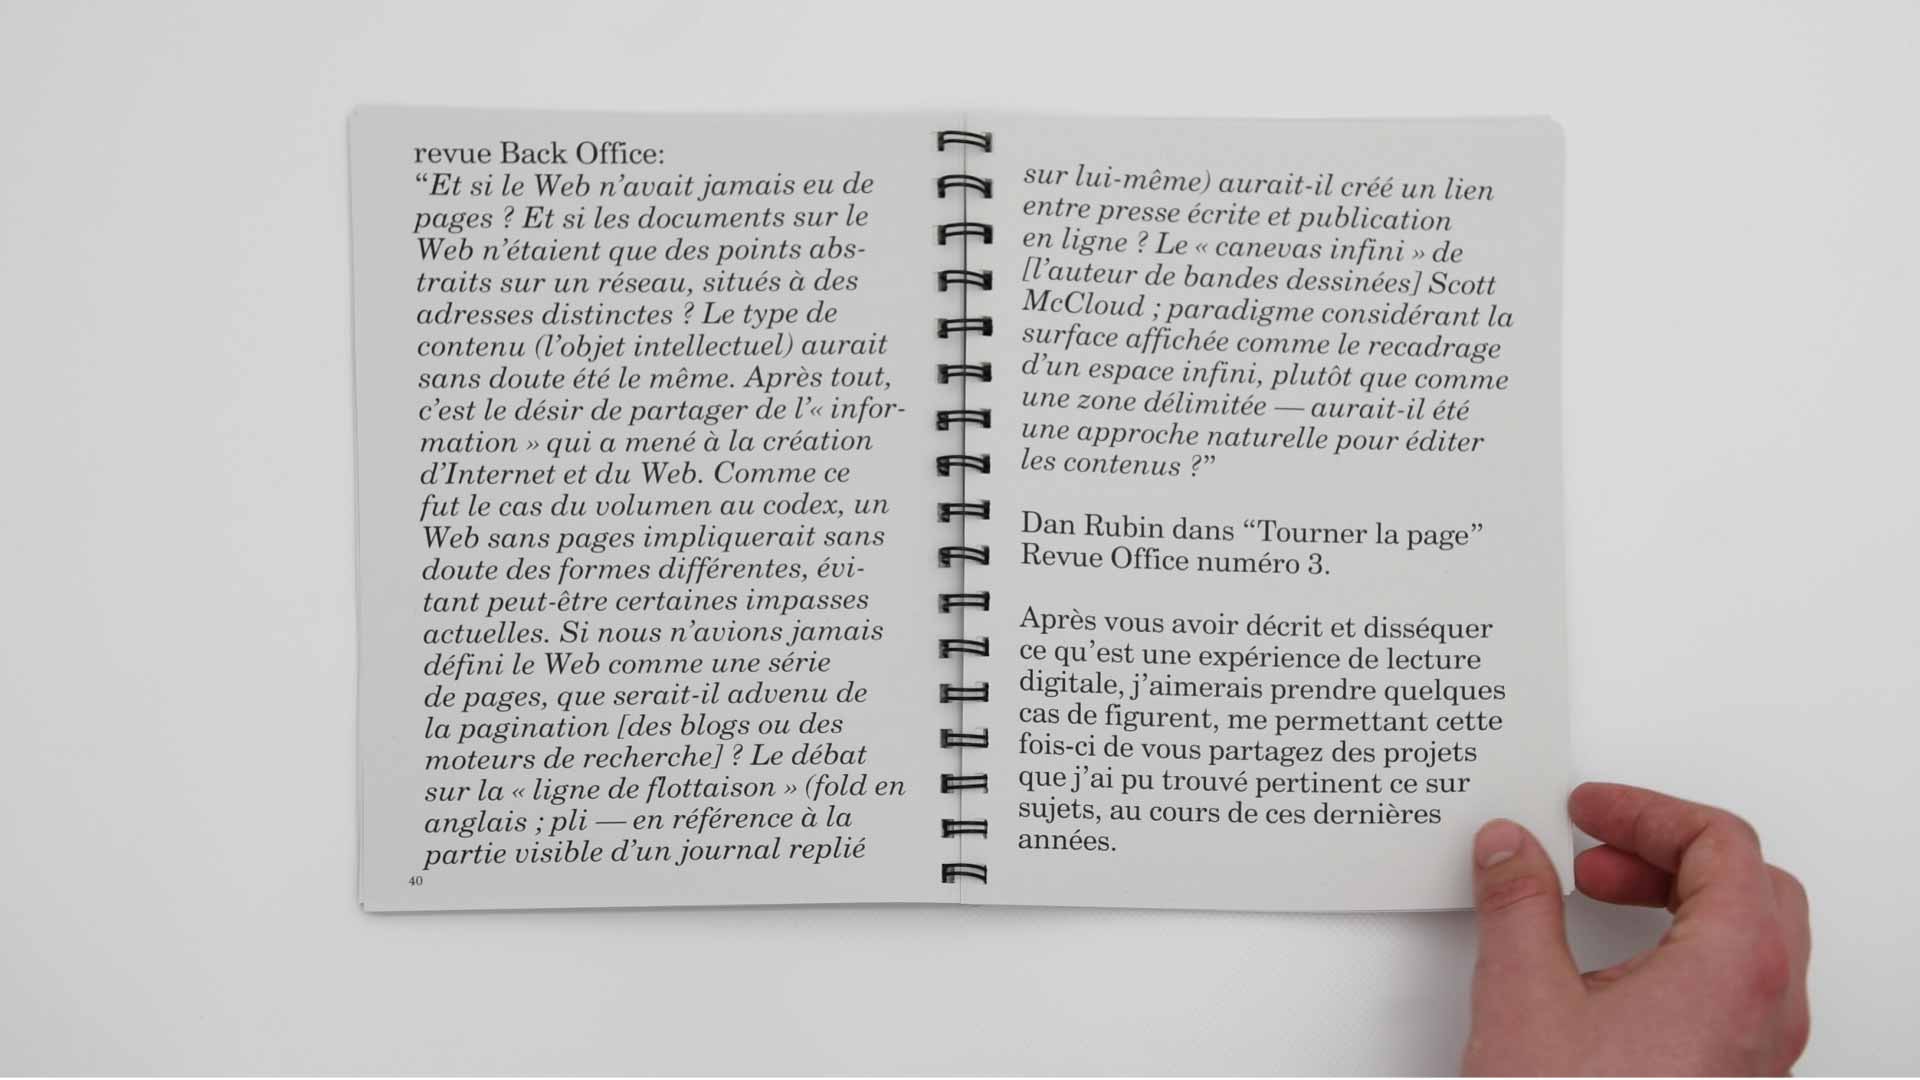 revue Back Office:
“Et si le Web n’avait jamais eu de
pages ? Et si les documents sur le
Web n’étaient que des points abs-
traits sur un réseau, situés à des
adresses distinctes ? Le type de
contenu (l’objet intellectuel) aurait
sans doute été le même. Après tout,
c’est le désir de partager de l’« infor-
mation » qui a mené à la création
d’Internet et du Web. Comme ce
fut le cas du volumen au codex, un
Web sans pages impliquerait sans
doute des formes différentes, évi-
tant peut-être certaines impasses
actuelles. Si nous n’avions jamais
défini le Web comme une série
de pages, que serait-il advenu de
la pagination [des blogs ou des
moteurs de recherche] ? Le débat
sur la « ligne de flottaison » (fold en
anglais ; pli — en référence à la
partie visible d’un journal replié
40
sur lui-même) aurait-il créé un lien
entre presse écrite et publication
en ligne ? Le « canevas infini » de
[l’auteur de bandes dessinées] Scott
McCloud ; paradigme considérant la
surface affichée comme le recadrage
d’un espace infini, plutôt que comme
une zone délimitée — aurait-il été
une approche naturelle pour éditer
les contenus ?”
Dan Rubin dans “Tourner la page”
Revue Office numéro 3.
Après vous avoir décrit et disséquer
ce qu’est une expérience de lecture
digitale, j’aimerais prendre quelques
cas de figurent, me permettant cette
fois-ci de vous partagez des projets
que j’ai pu trouvé pertinent ce sur
sujets, au cours de ces dernières
années.